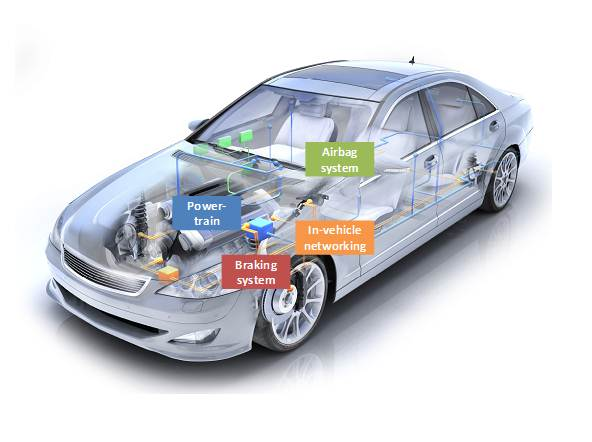 Airbag
system
Power-
train
In-vehicle
networking
Braking
system